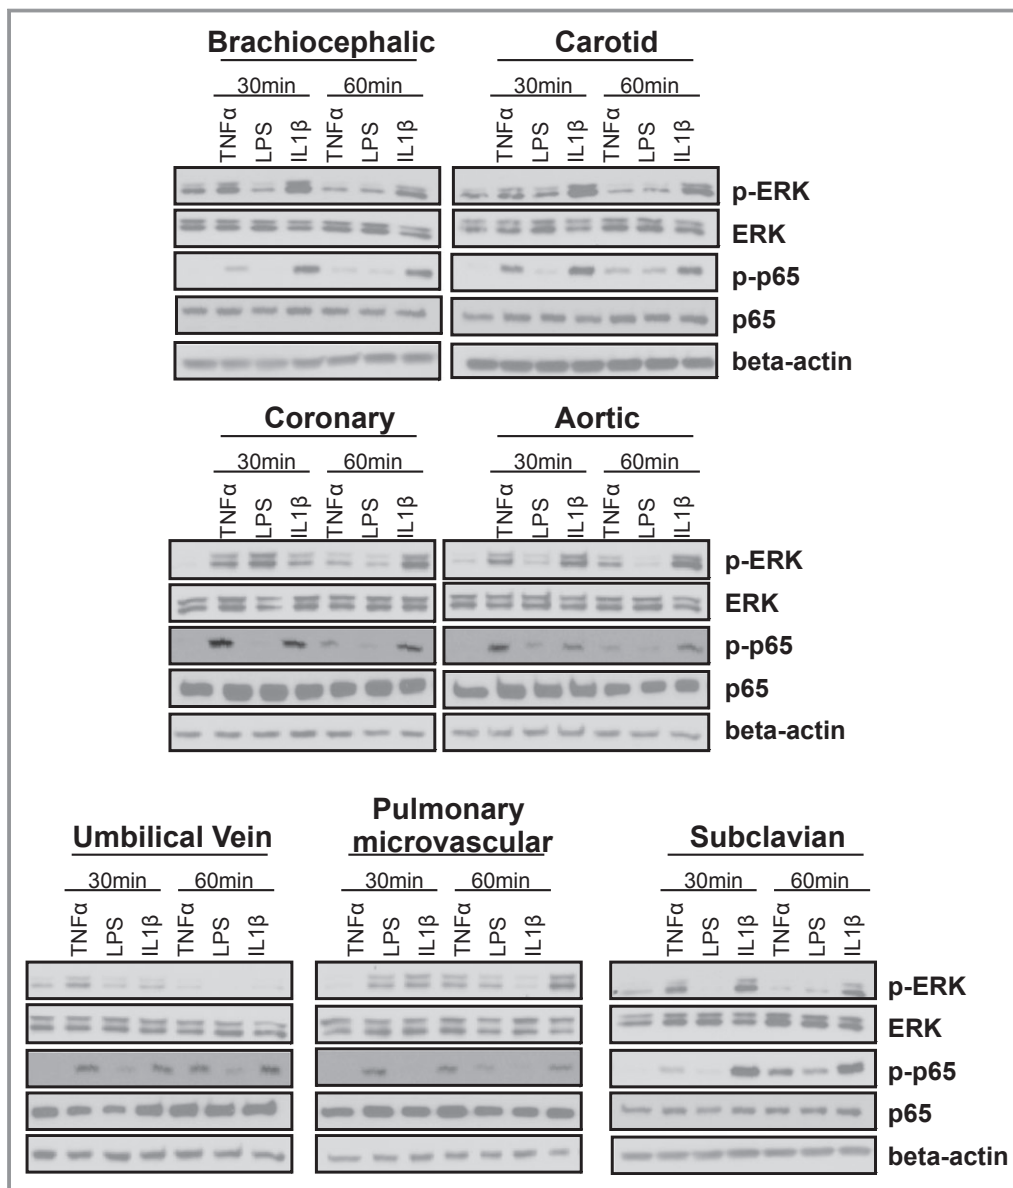 Brachiocephalic Carotid
30min 60min 30min 60min
TNFα LPS IL1β TNFα LPS IL1β TNFα LPS IL1β TNFα LPS IL1β
p-ERK
ERK
p-p65
p65
beta-actin
Coronary Aortic
30min 60min 30min 60min
TNFα LPS IL1β TNFα LPS IL1β TNFα LPS IL1β TNFα LPS IL1β
p-ERK
ERK
p-p65
p65
beta-actin
Umbilical Vein Pulmonary microvascular Subclavian
30min 60min 30min 60min 30min 60min
TNFα LPS IL1β TNFα LPS IL1β TNFα LPS IL1β TNFα LPS IL1β TNFα LPS IL1β TNFα LPS IL1β
p-ERK
ERK
p-p65
p65
beta-actin